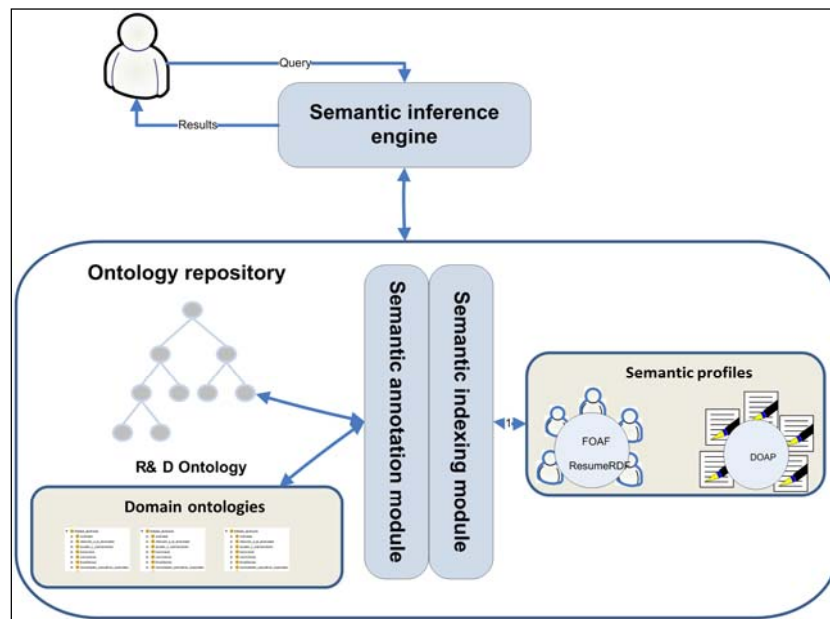 Query
Results
Semantic inference
engine
Ontology repository
Semantic annotation module
Semantic indexing module
R& D Ontology
Domain ontologies
Semantic profiles
1
FOAF
ResumeRDF
DOAP